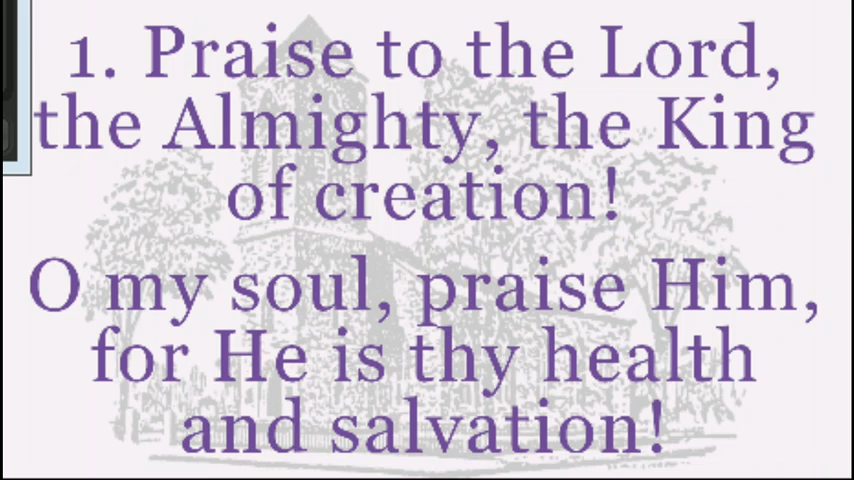 1. Praise to the Lord,
the Almighty, the King
of creation!
O my soul, praise Him,
for He is thy health
and salvation!